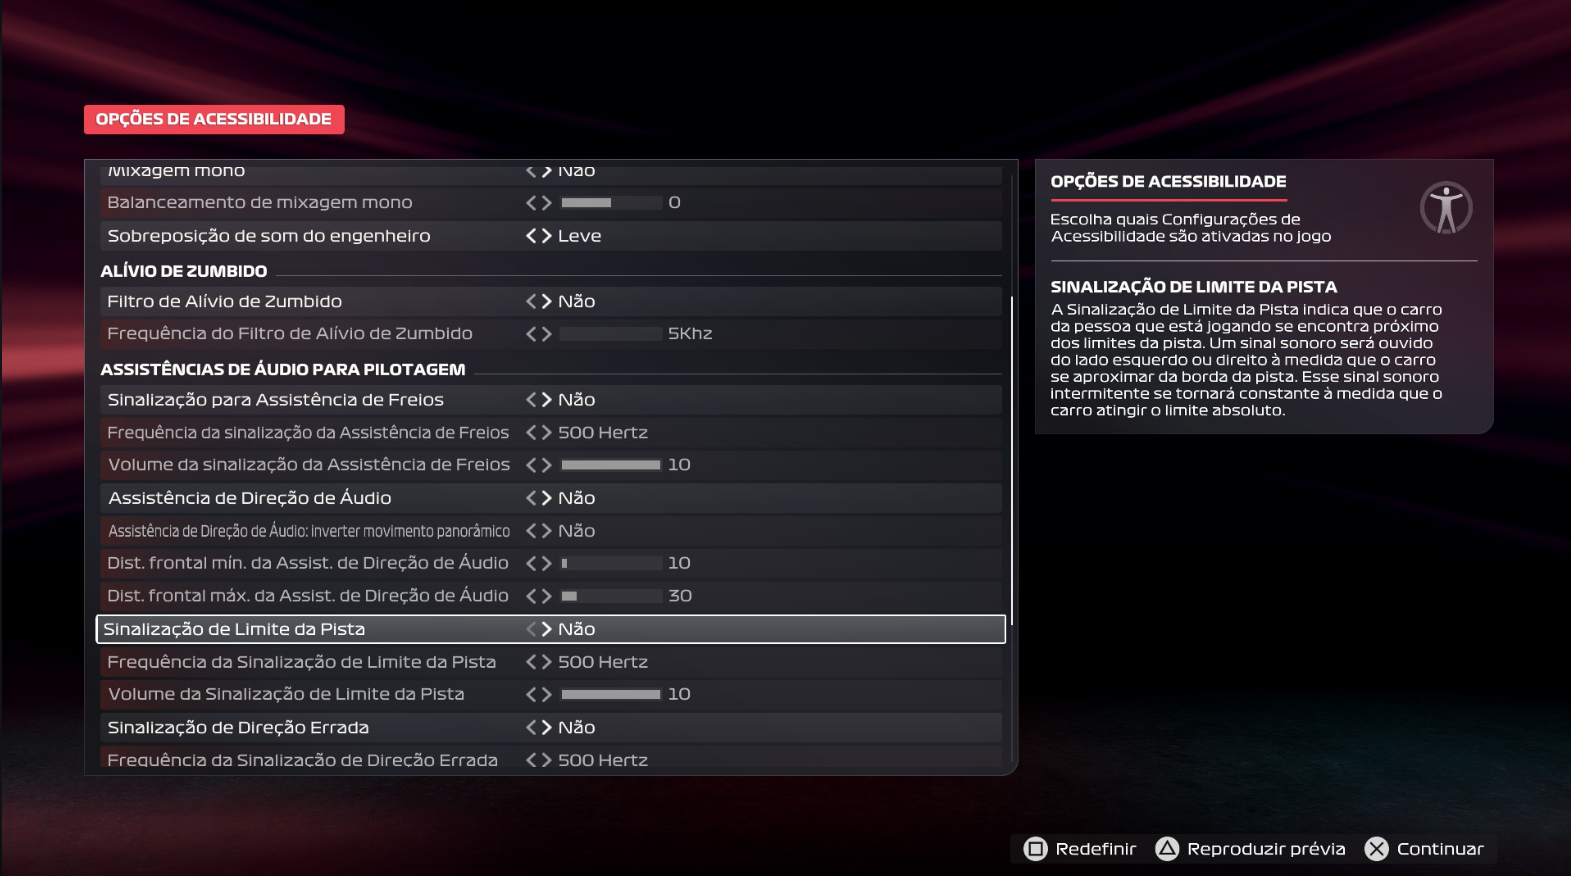 OPÇÕES DE ACESSIBILIDADE
Mixagem mono Não
Balanceamento de mixagem mono 0
Sobreposição de som do engenheiro Leve
ALÍVIO DE ZUMBIDO
Filtro de Alívio de Zumbido Não
Frequência do Filtro de Alívio de Zumbido 5Khz
ASSISTÊNCIAS DE ÁUDIO PARA PILOTAGEM
Sinalização para Assistência de Freios Não
Frequência da sinalização da Assistência de Freios 500 Hertz
Volume da sinalização da Assistência de Freios 10
Assistência de Direção de Áudio Não
Assistência de Direção de Áudio: inverter movimento panorâmico Não
Dist. frontal mín. da Assist. de Direção de Áudio 10
Dist. frontal máx. da Assist. de Direção de Áudio 30
Sinalização de Limite da Pista Não
Frequência da Sinalização de Limite da Pista 500 Hertz
Volume da Sinalização de Limite da Pista 10
Sinalização de Direção Errada Não
Frequência da Sinalização de Direção Errada 500 Hertz
OPÇÕES DE ACESSIBILIDADE
Escolha quais Configurações de
Acessibilidade são ativadas no jogo
SINALIZAÇÃO DE LIMITE DA PISTA
A Sinalização de Limite da Pista indica que o carro
da pessoa que está jogando se encontra próximo
dos limites da pista. Um sinal sonoro será ouvido
do lado esquerdo ou direito à medida que o carro
se aproximar da borda da pista. Esse sinal sonoro
intermitente se tornará constante à medida que o
carro atingir o limite absoluto.
Redefinir Reproduzir prévia Continuar